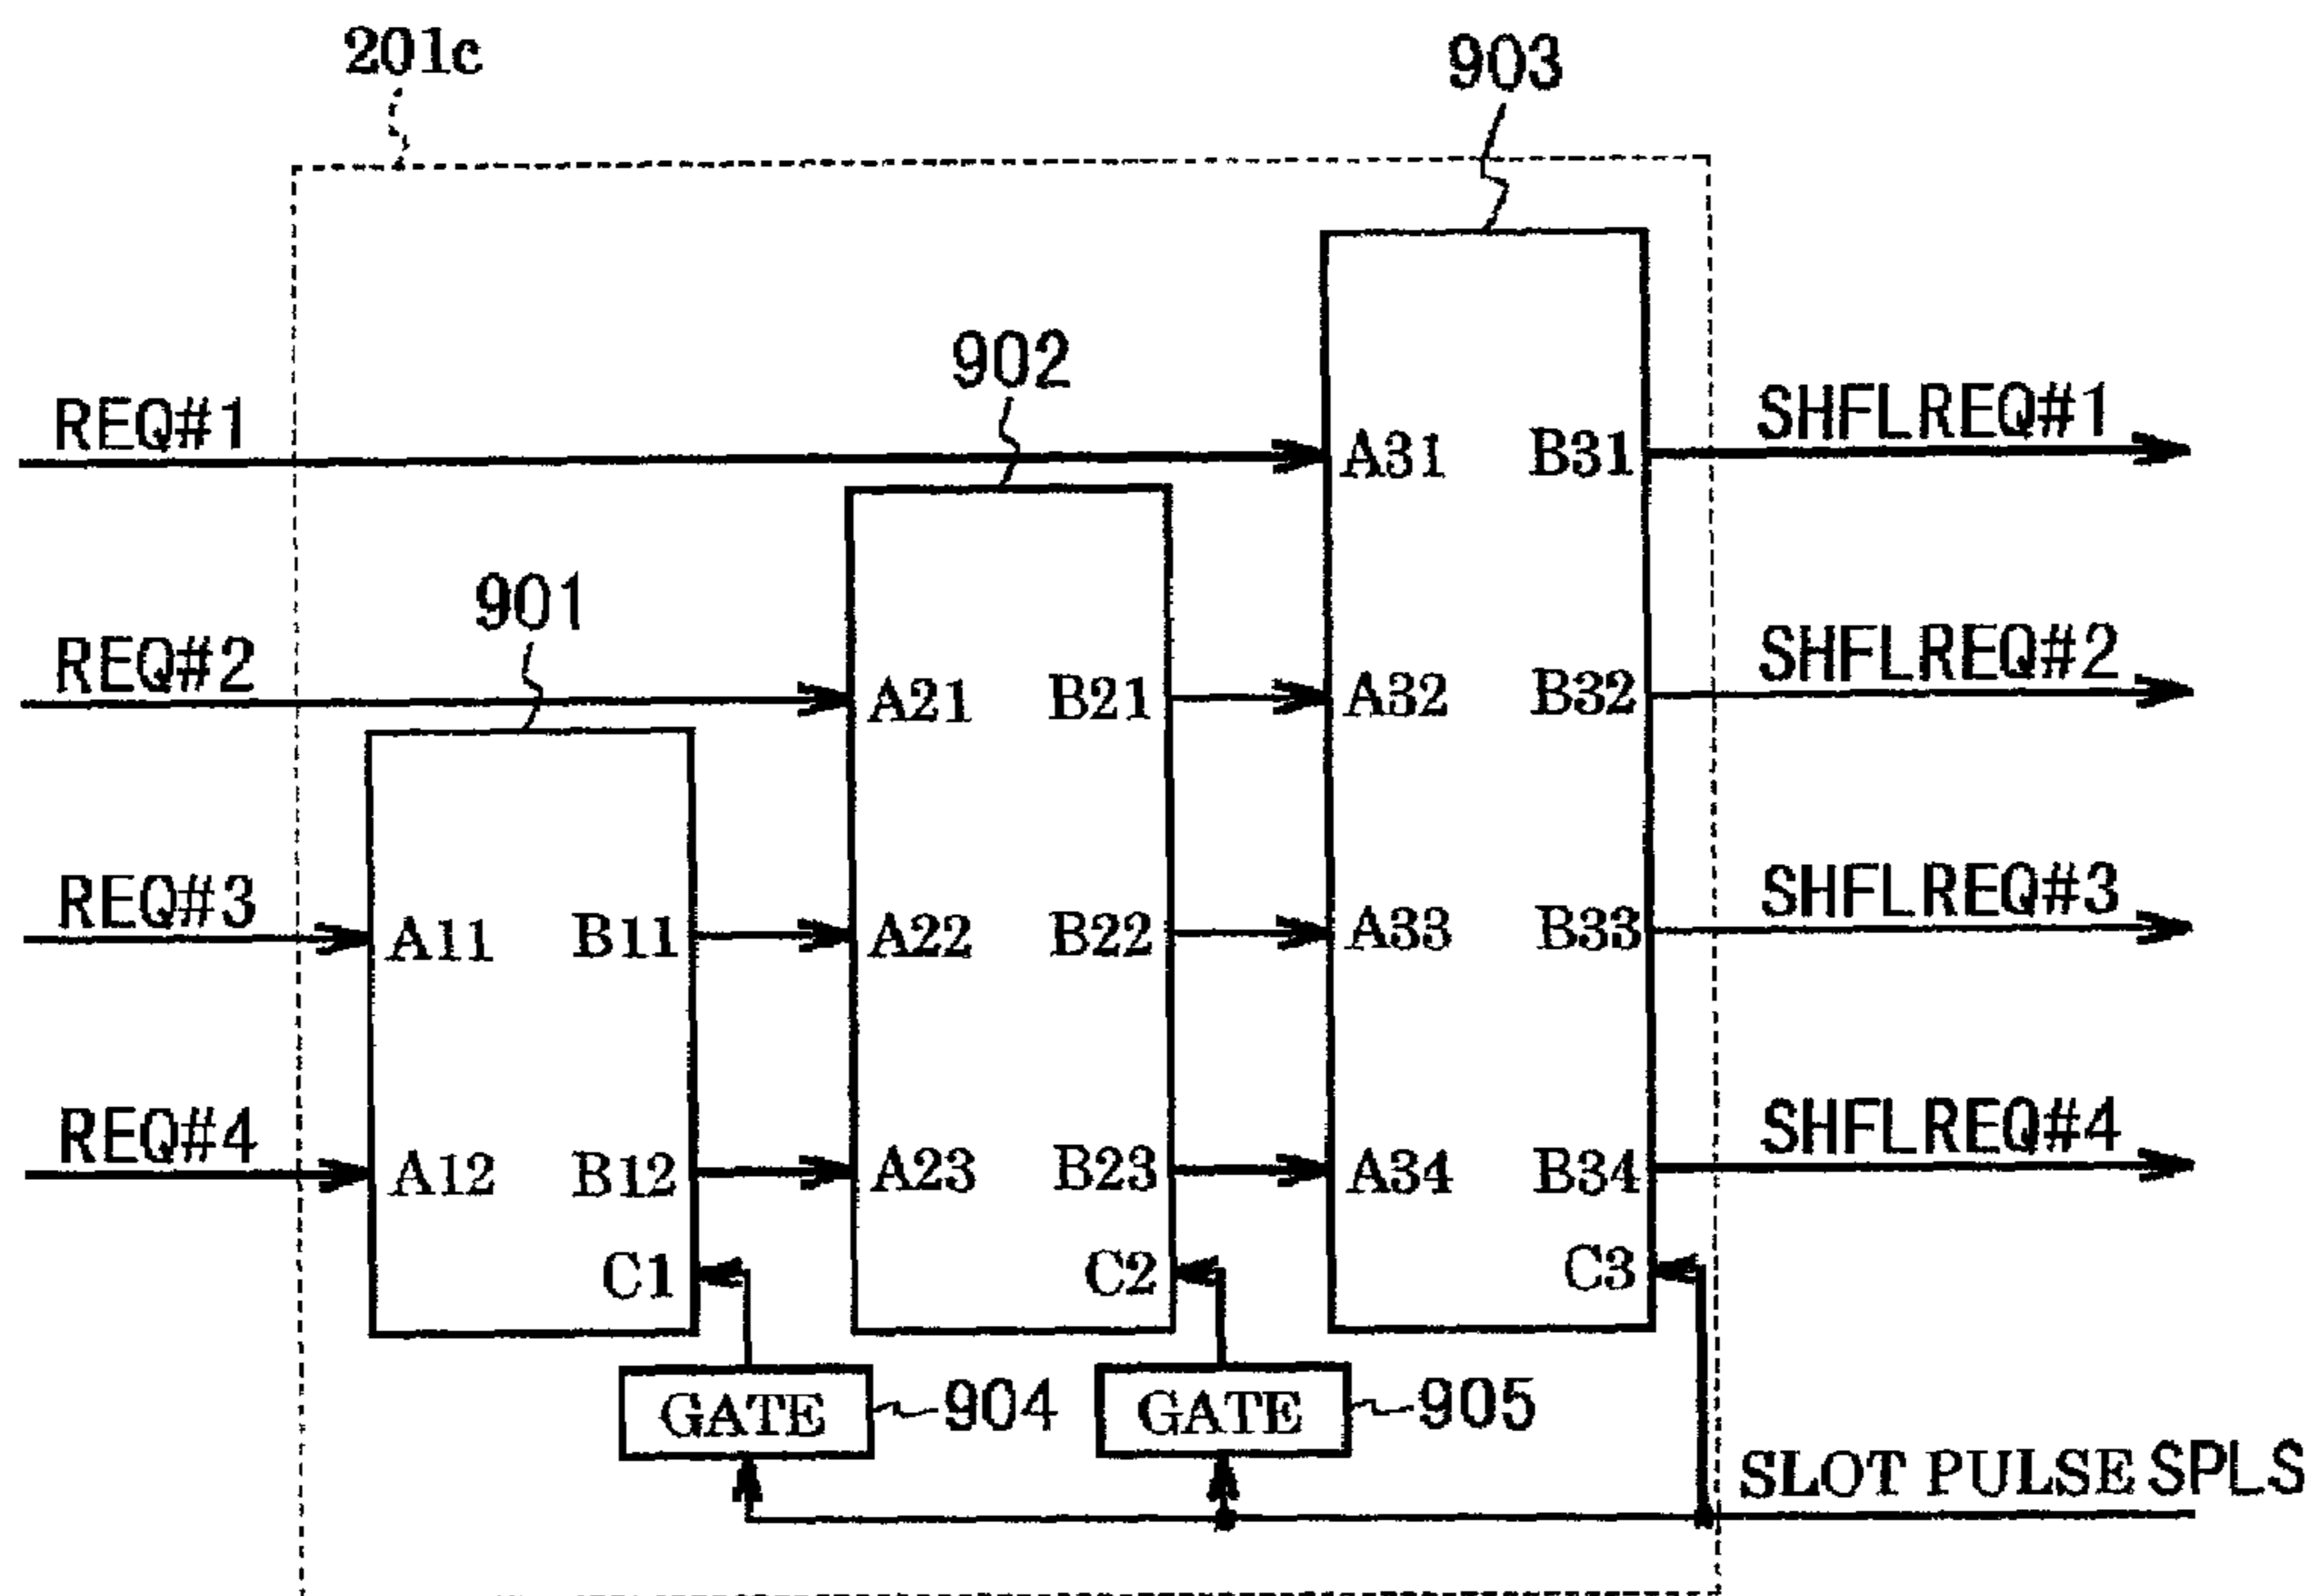 201c
903
902
REQ#1
A31
B31
SHFLREQ#1
901
REQ#2
A21
B21
A32
B32
SHFLREQ#2
REQ#3
A11
B11
A22
B22
A33
B33
SHFLREQ#3
REQ#4
A12
B12
A23
B23
A34
B34
SHFLREQ#4
C1
C2
C3
GATE
904
GATE
905
SLOT PULSE SPLS